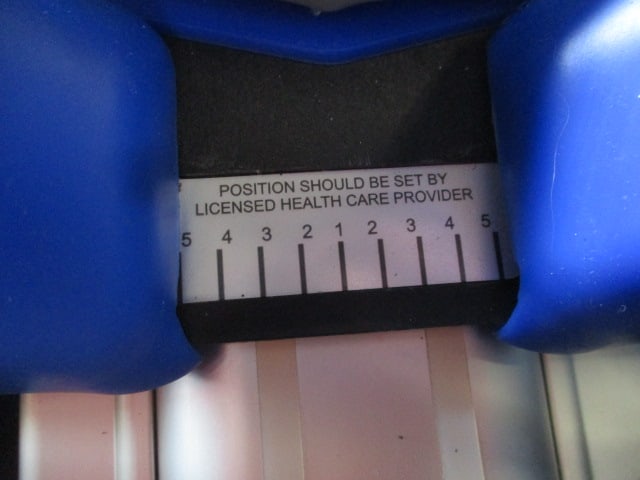 POSITION SHOULD BE SET BY
LICENSED HEALTH CARE PROVIDER
5 4 3 2 1 2 3 4 5